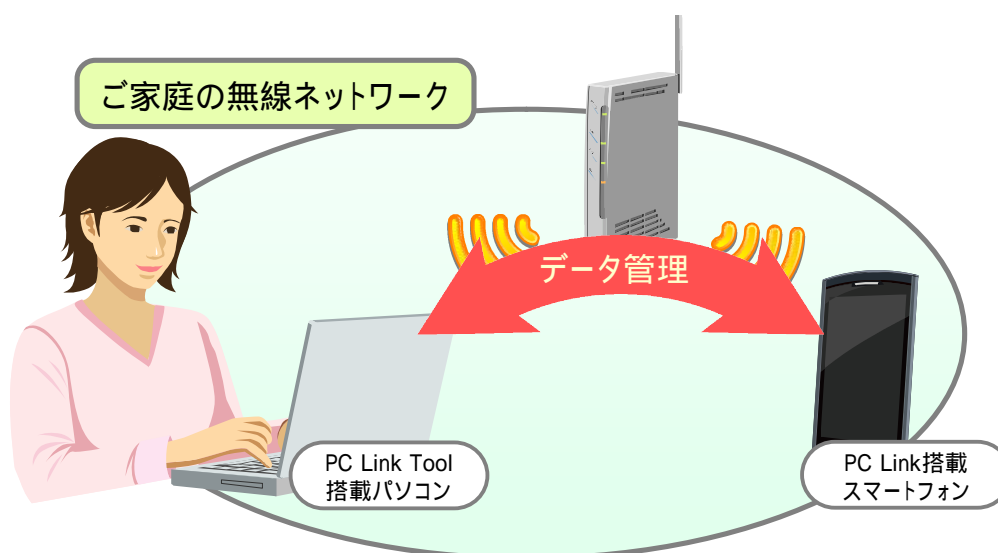 ご家庭の無線ネットワーク
データ管理
PC Link Tool
搭載パソコン
PC Link搭載
スマートフォン